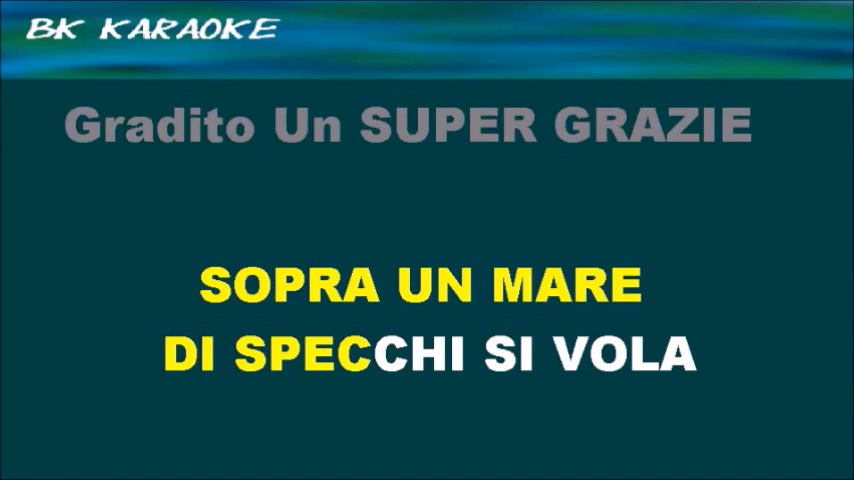 BK KARAOKE
Gradito Un SUPER GRAZIE
SOPRA UN MARE
DI SPECCHI SI VOLA